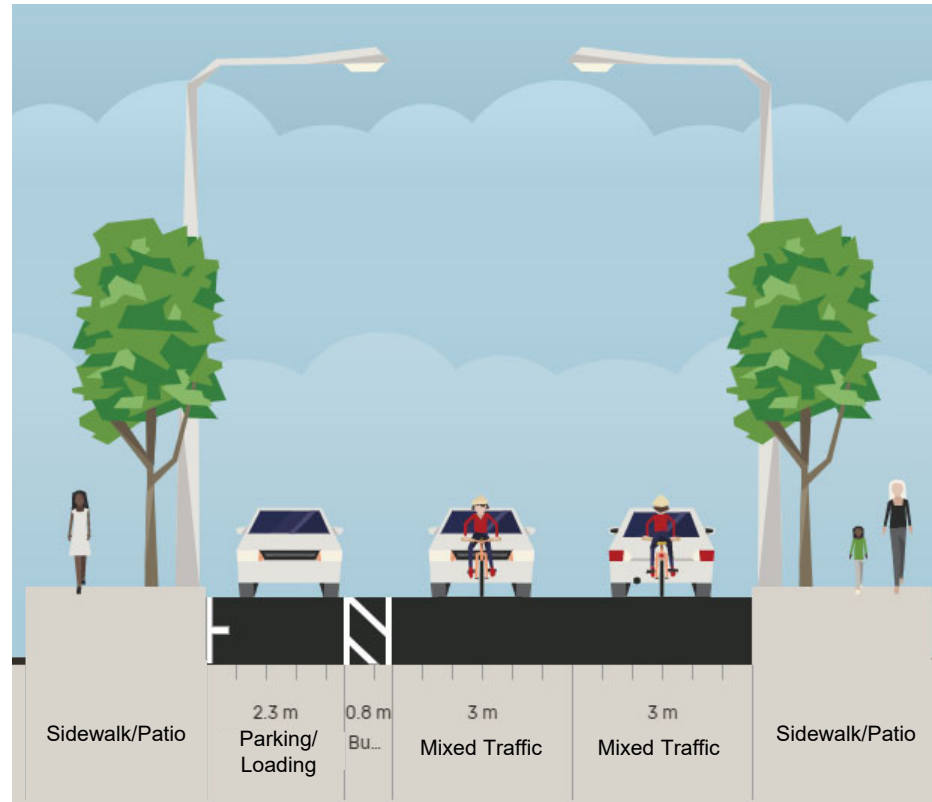 2.3 m
0.8 m
3 m
3 m
Sidewalk/Patio
Parking/
Loading
Bu...
Mixed Traffic
Mixed Traffic
Sidewalk/Patio